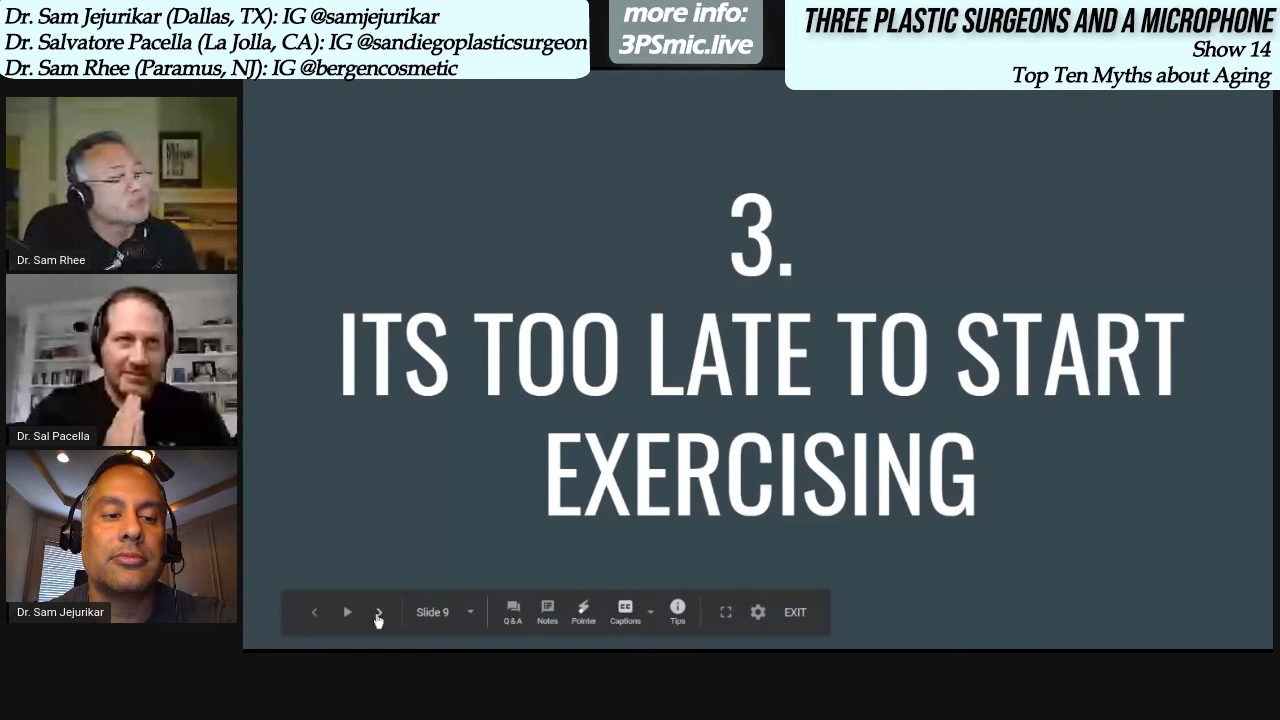 Dr. Sam Jejurikar (Dallas, TX): IG @samjejurikar
Dr. Salvatore Pacella (La Jolla, CA): IG @sandiegoplasticsurgeon
Dr. Sam Rhee (Paramus, NJ): IG @bergencosmetic
more info:
3PSmic.live
THREE PLASTIC SURGEONS AND A MICROPHONE
Show 14
Top Ten Myths about Aging
Dr. Sam Rhee
Dr. Sal Pacella
Dr. Sam Jejurikar
3.
ITS TOO LATE TO START
EXERCISING
Slide 9
Q & A
Notes
Pointer
CC
Captions
Tips
EXIT